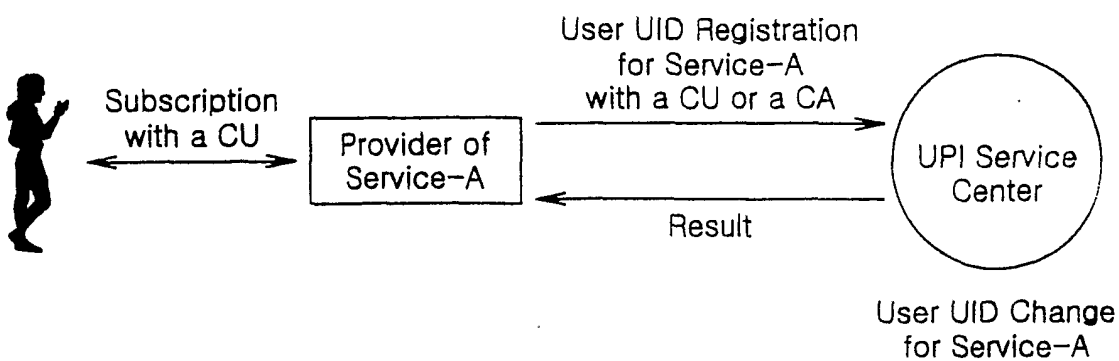 User UID Registration
for Service-A
with a CU or a CA
Subscription
with a CU
Provider of
Service-A
UPI Service
Center
Result
User UID Change
for Service-A